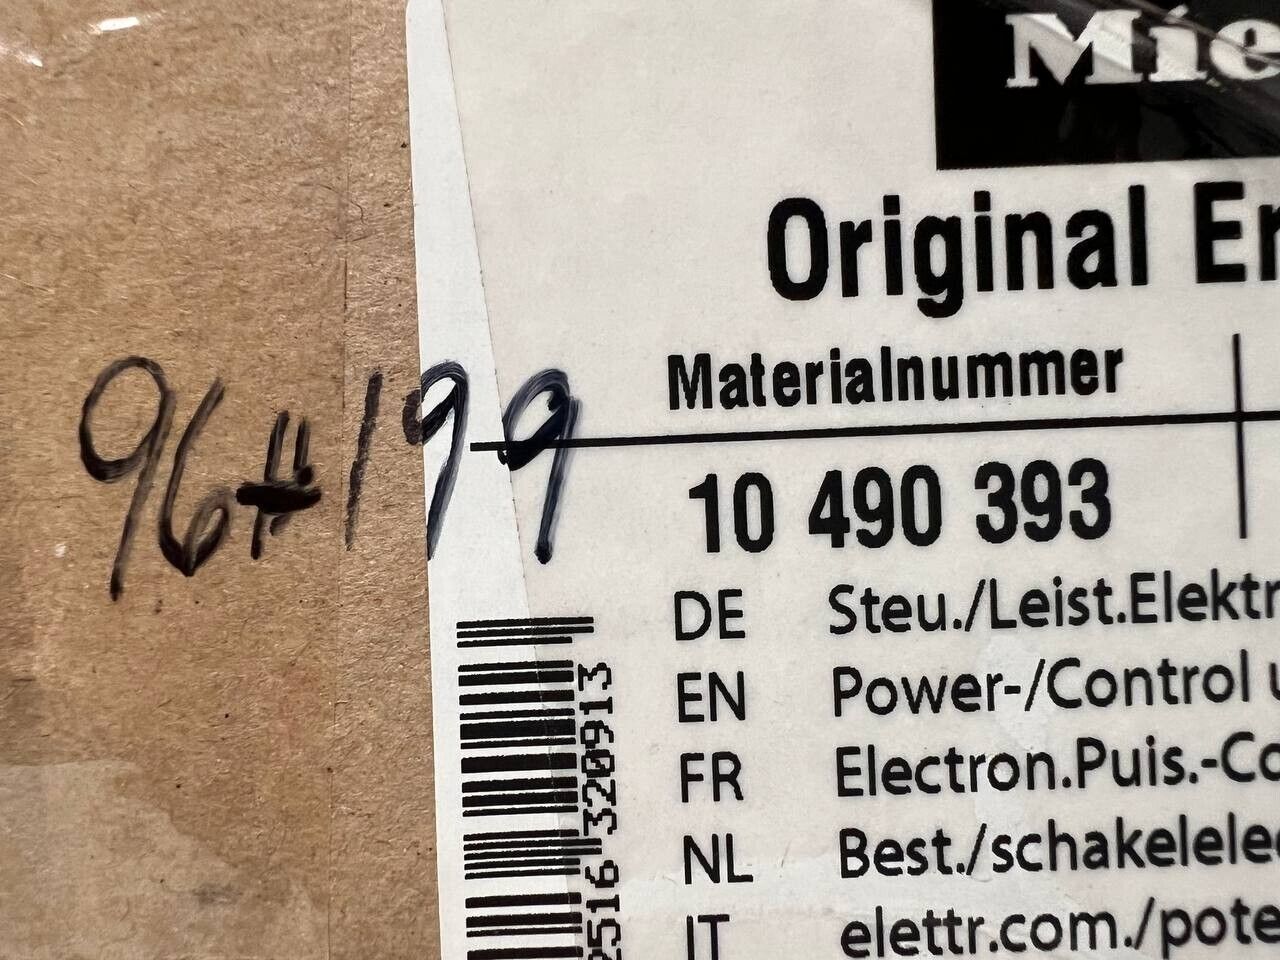 Mie
Original Er
Materialnummer
96#199
10 490 393
DE Steu./Leist.Elektr
EN Power-/Control u
FR Electron.Puis.-Co
NL Best./schakelelec
IT elettr.com./pote
2516 320913